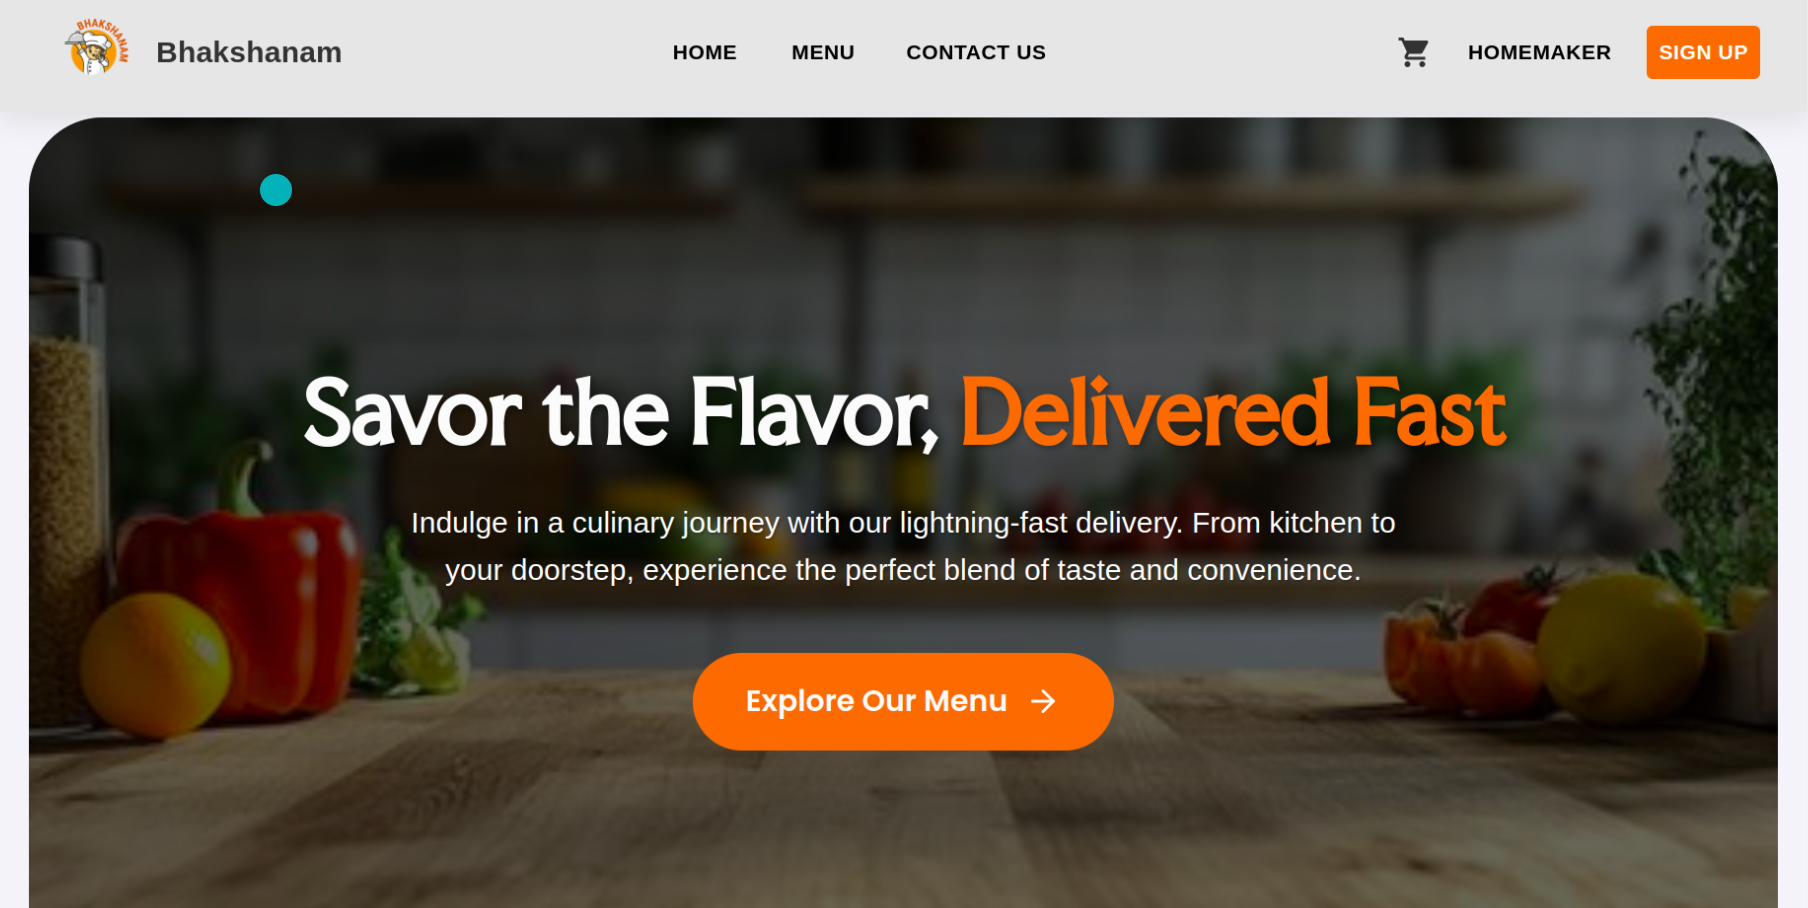 BHAKSHANAM
Bhakshanam
HOME
MENU
CONTACT US
HOMEMAKER
SIGN UP
Savor the Flavor, Delivered Fast
Indulge in a culinary journey with our lightning-fast delivery. From kitchen to
your doorstep, experience the perfect blend of taste and convenience.
Explore Our Menu